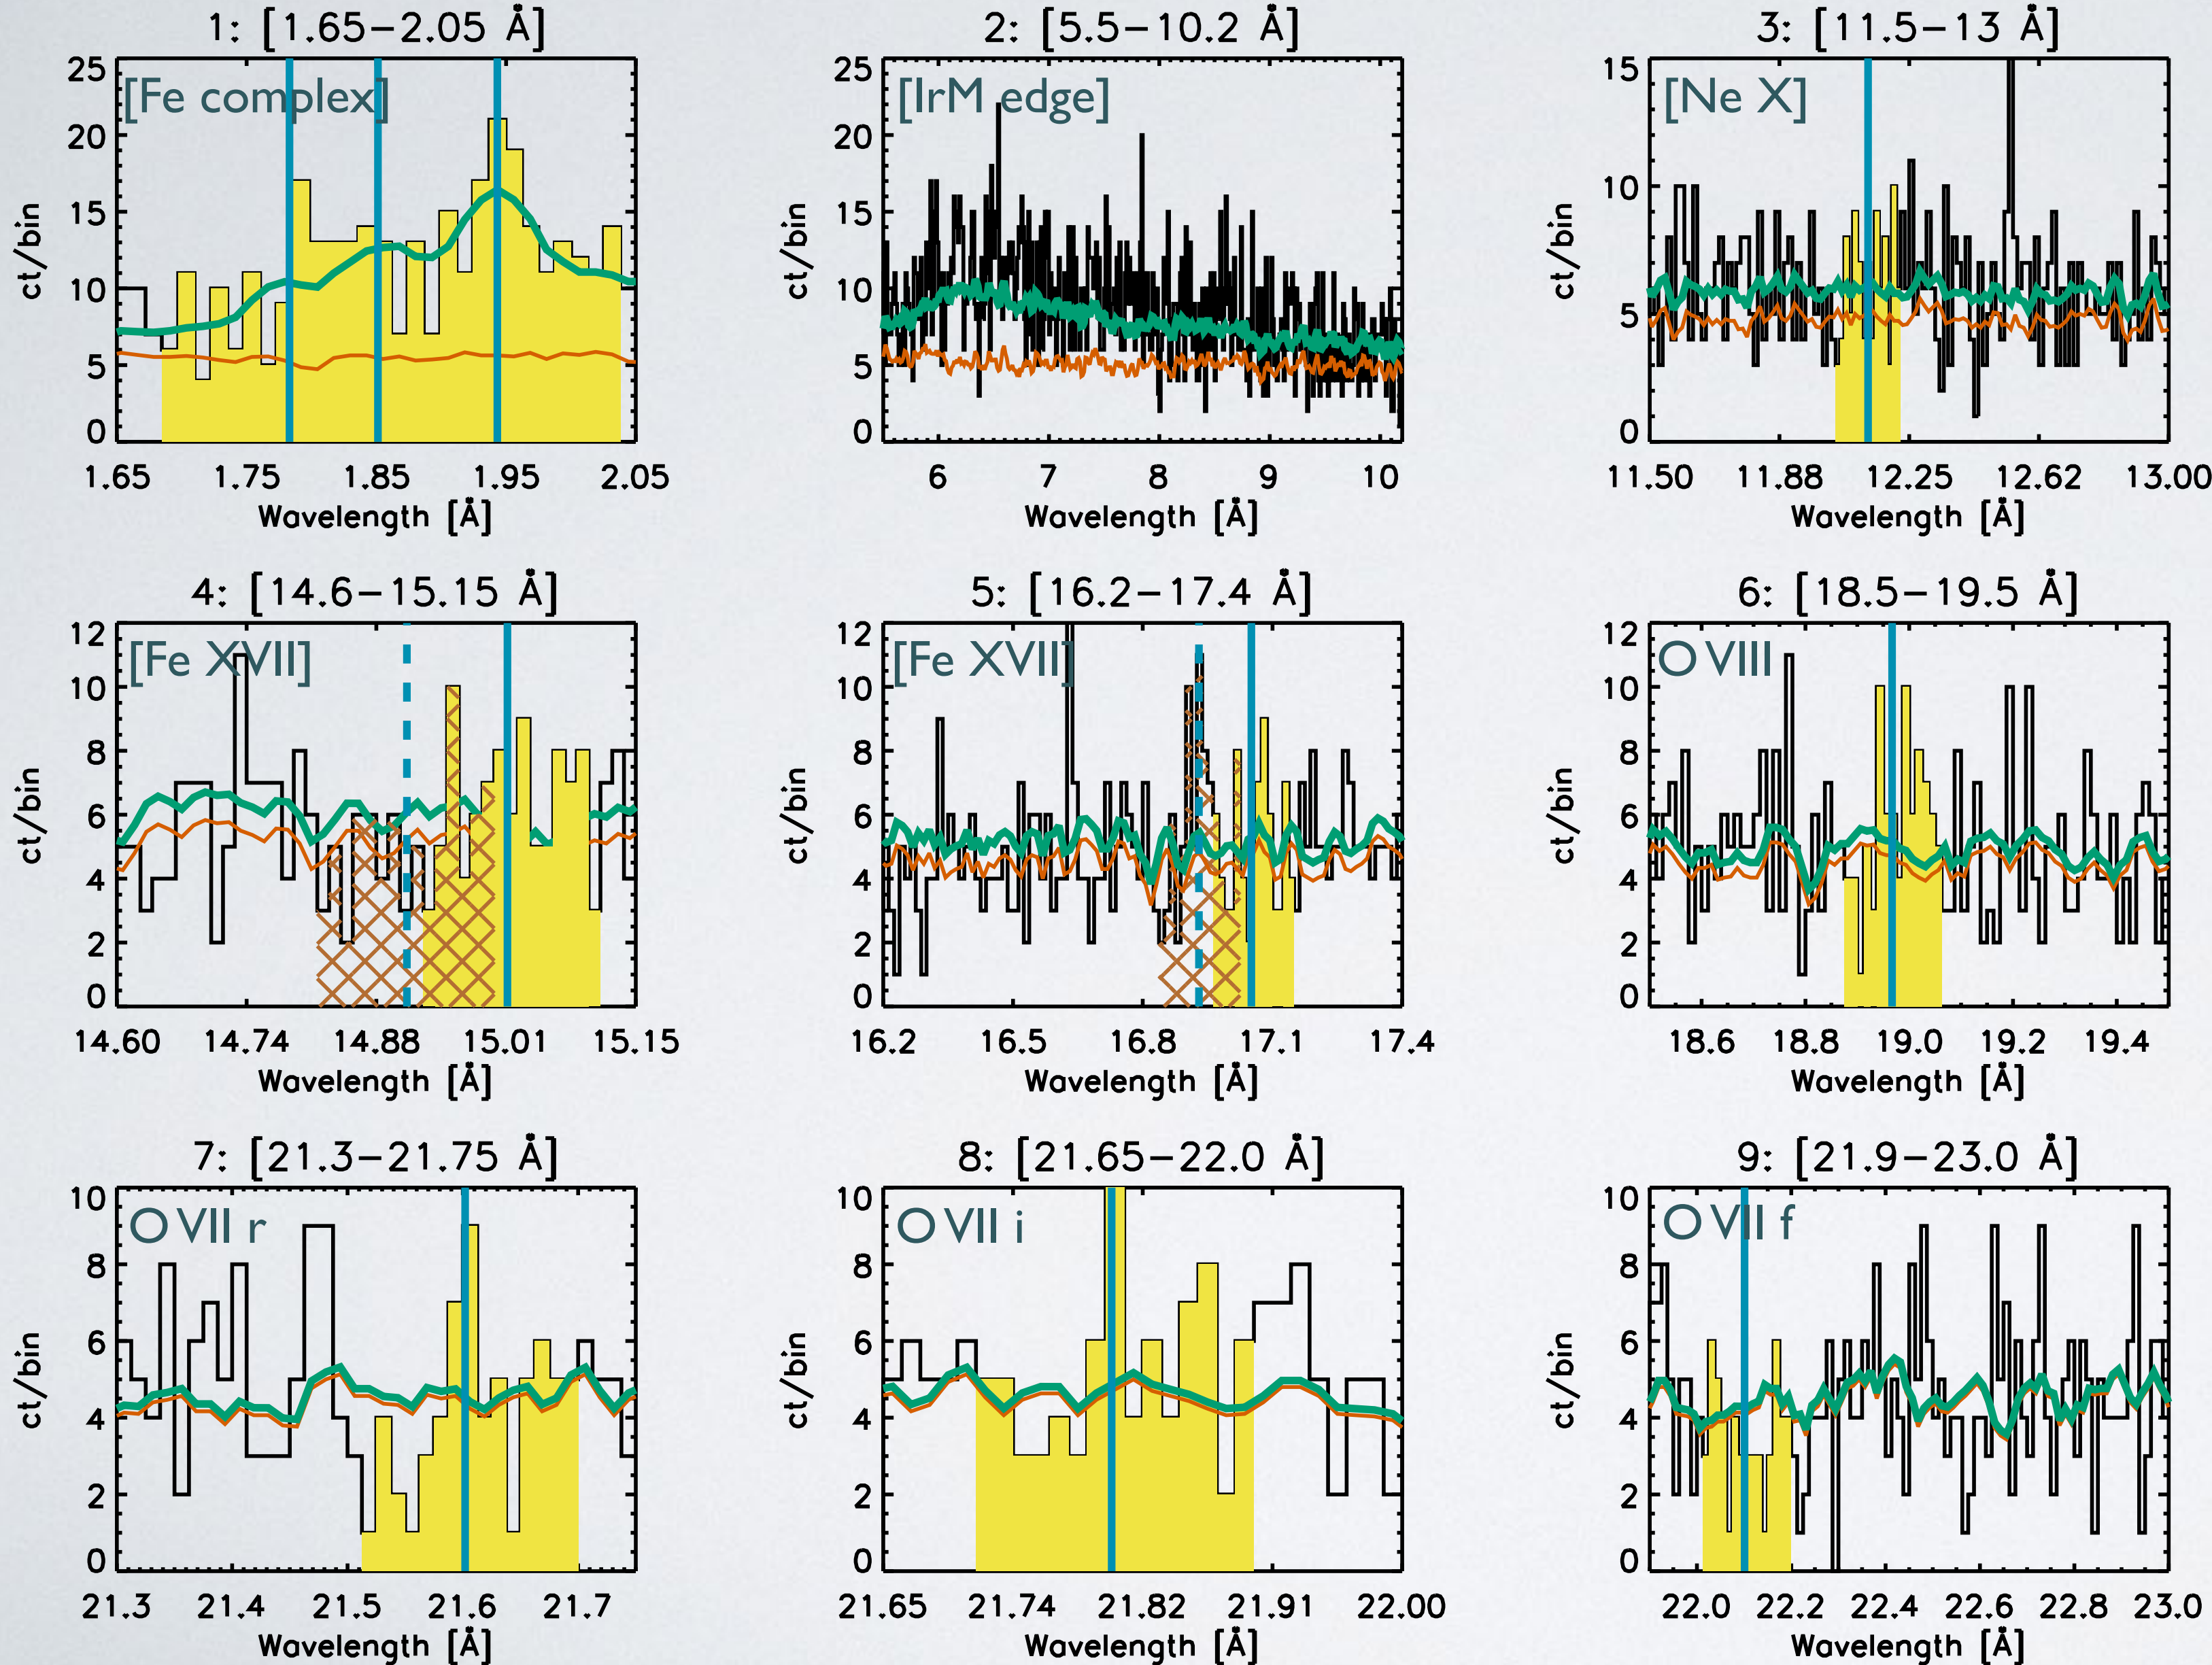 1: [1.65−2.05 Å]
[Fe complex]
ct/bin
25
20
15
10
5
0
1.65 1.75 1.85 1.95 2.05
Wavelength [Å]
2: [5.5−10.2 Å]
[IrM edge]
ct/bin
25
20
15
10
5
0
6 7 8 9 10
Wavelength [Å]
3: [11.5−13 Å]
[Ne X]
ct/bin
15
10
5
0
11.50 11.88 12.25 12.62 13.00
Wavelength [Å]
4: [14.6−15.15 Å]
[Fe XVII]
ct/bin
12
10
8
6
4
2
0
14.60 14.74 14.88 15.01 15.15
Wavelength [Å]
5: [16.2−17.4 Å]
[Fe XVII]
ct/bin
12
10
8
6
4
2
0
16.2 16.5 16.8 17.1 17.4
Wavelength [Å]
6: [18.5−19.5 Å]
O VIII
ct/bin
12
10
8
6
4
2
0
18.6 18.8 19.0 19.2 19.4
Wavelength [Å]
7: [21.3−21.75 Å]
O VII r
ct/bin
10
8
6
4
2
0
21.3 21.4 21.5 21.6 21.7
Wavelength [Å]
8: [21.65−22.0 Å]
O VII i
ct/bin
10
8
6
4
2
0
21.65 21.74 21.82 21.91 22.00
Wavelength [Å]
9: [21.9−23.0 Å]
O VII f
ct/bin
10
8
6
4
2
0
22.0 22.2 22.4 22.6 22.8 23.0
Wavelength [Å]